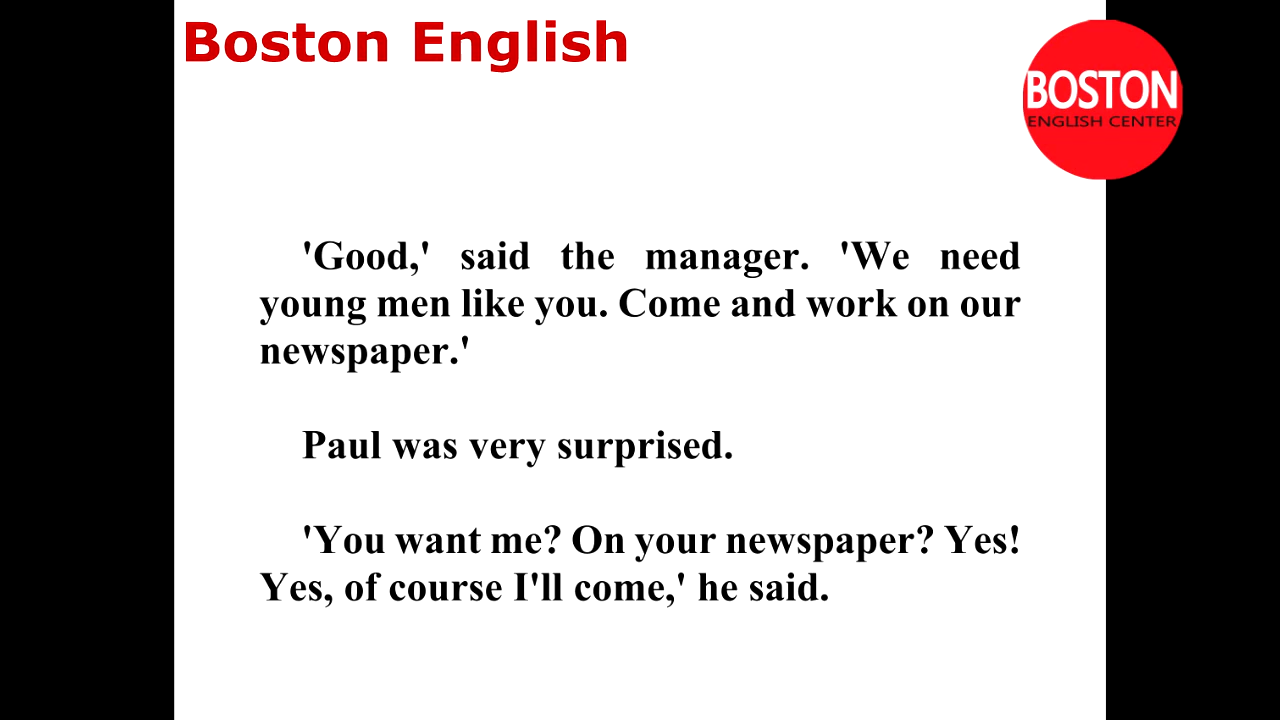 Boston English
BOSTON
ENGLISH CENTER
'Good,' said the manager. 'We need
young men like you. Come and work on our
newspaper.'
Paul was very surprised.
'You want me? On your newspaper? Yes!
Yes, of course I'll come,' he said.